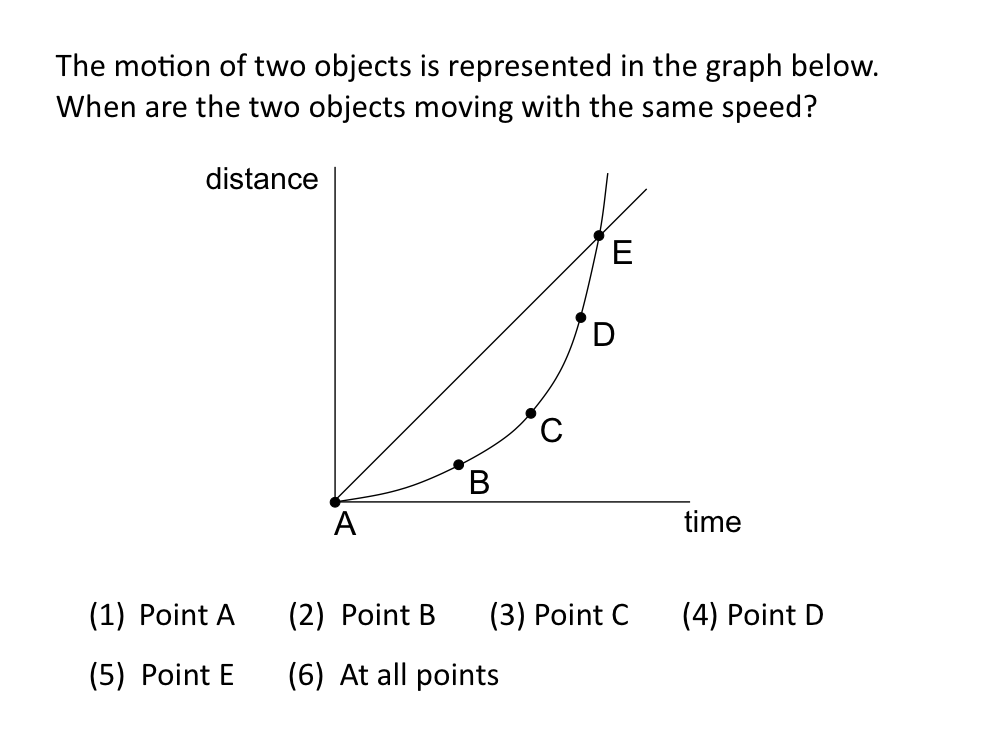 The motion of two objects is represented in the graph below.
When are the two objects moving with the same speed?
distance
E
D
C
B
A
time
(1) Point A (2) Point B (3) Point C (4) Point D
(5) Point E (6) At all points